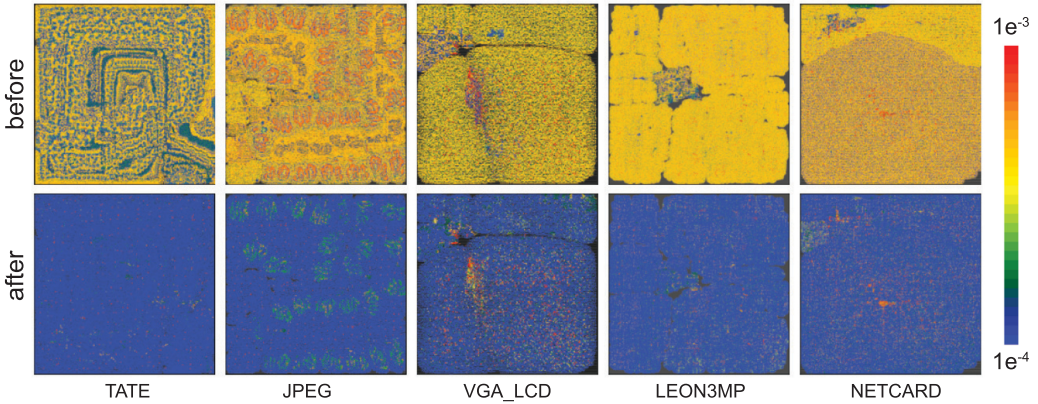 before
1e⁻³
after
1e⁻⁴
TATE
JPEG
VGA_LCD
LEON3MP
NETCARD